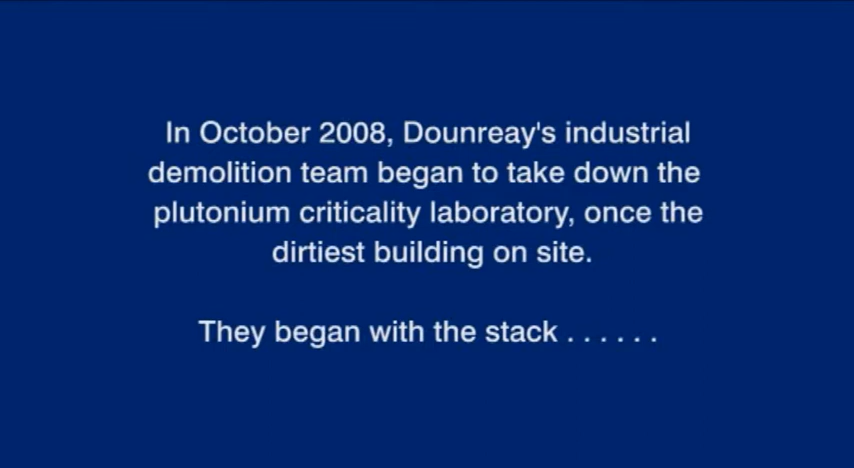 In October 2008, Dounreay's industrial
demolition team began to take down the
plutonium criticality laboratory, once the
dirtiest building on site.
They began with the stack . . . . . .